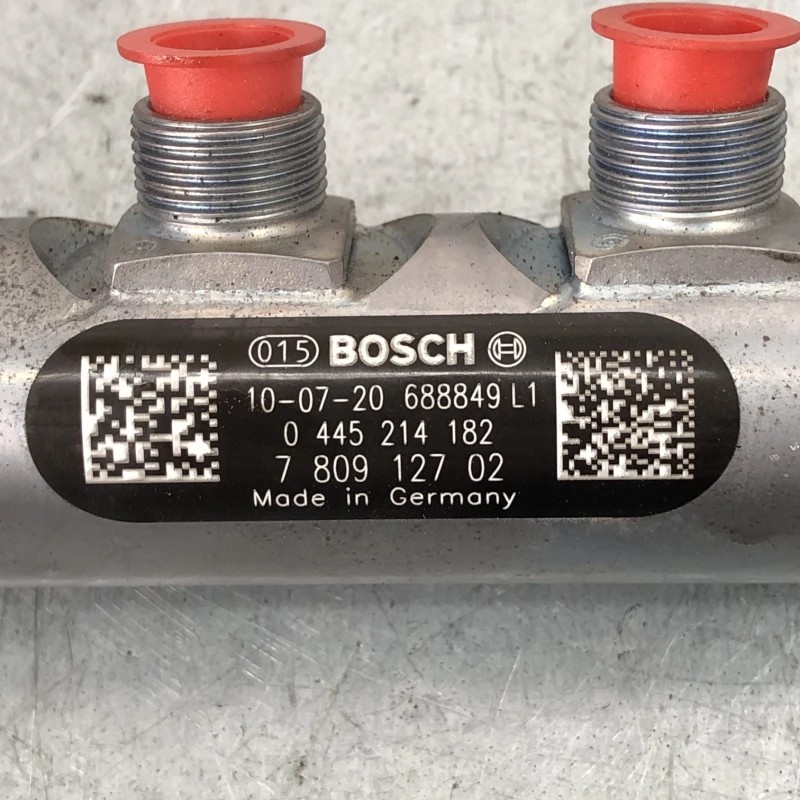 015 BOSCH
10-07-20 688849 L1
0 445 214 182
7 809 127 02
Made in Germany